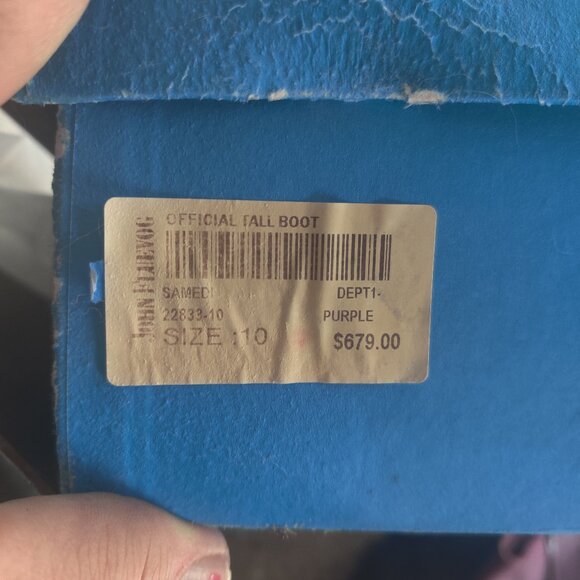 JOHN FLUEVOG
OFFICIAL TALL BOOT
SAMEDI
DEPT1-
22833-10
PURPLE
SIZE :10
$679.00